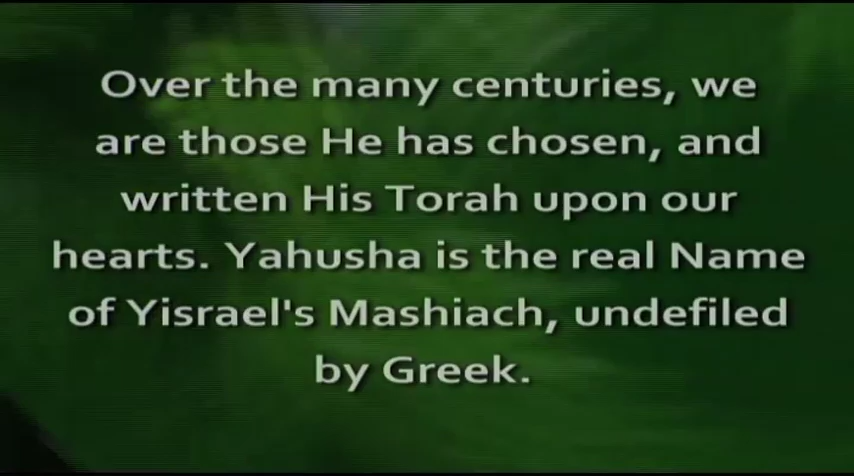 Over the many centuries, we
are those He has chosen, and
written His Torah upon our
hearts. Yahusha is the real Name
of Yisrael's Mashiach, undefiled
by Greek.